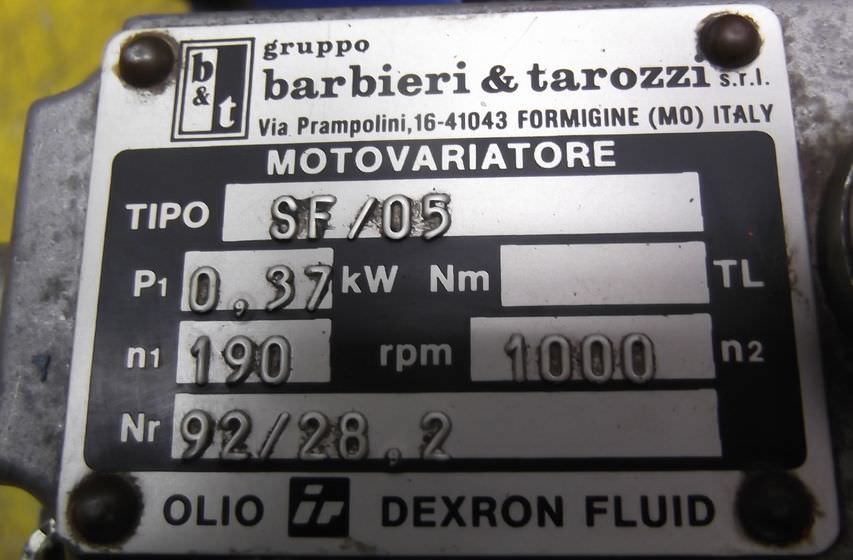 b & t
gruppo
barbieri & tarozzi s.r.l.
Via Prampolini,16-41043 FORMIGINE (MO) ITALY
MOTOVARIATORE
TIPO SF/05
P1 0,37 kW Nm TL
n1 190 rpm 1000 n2
Nr 92/28,2
OLIO ir DEXRON FLUID